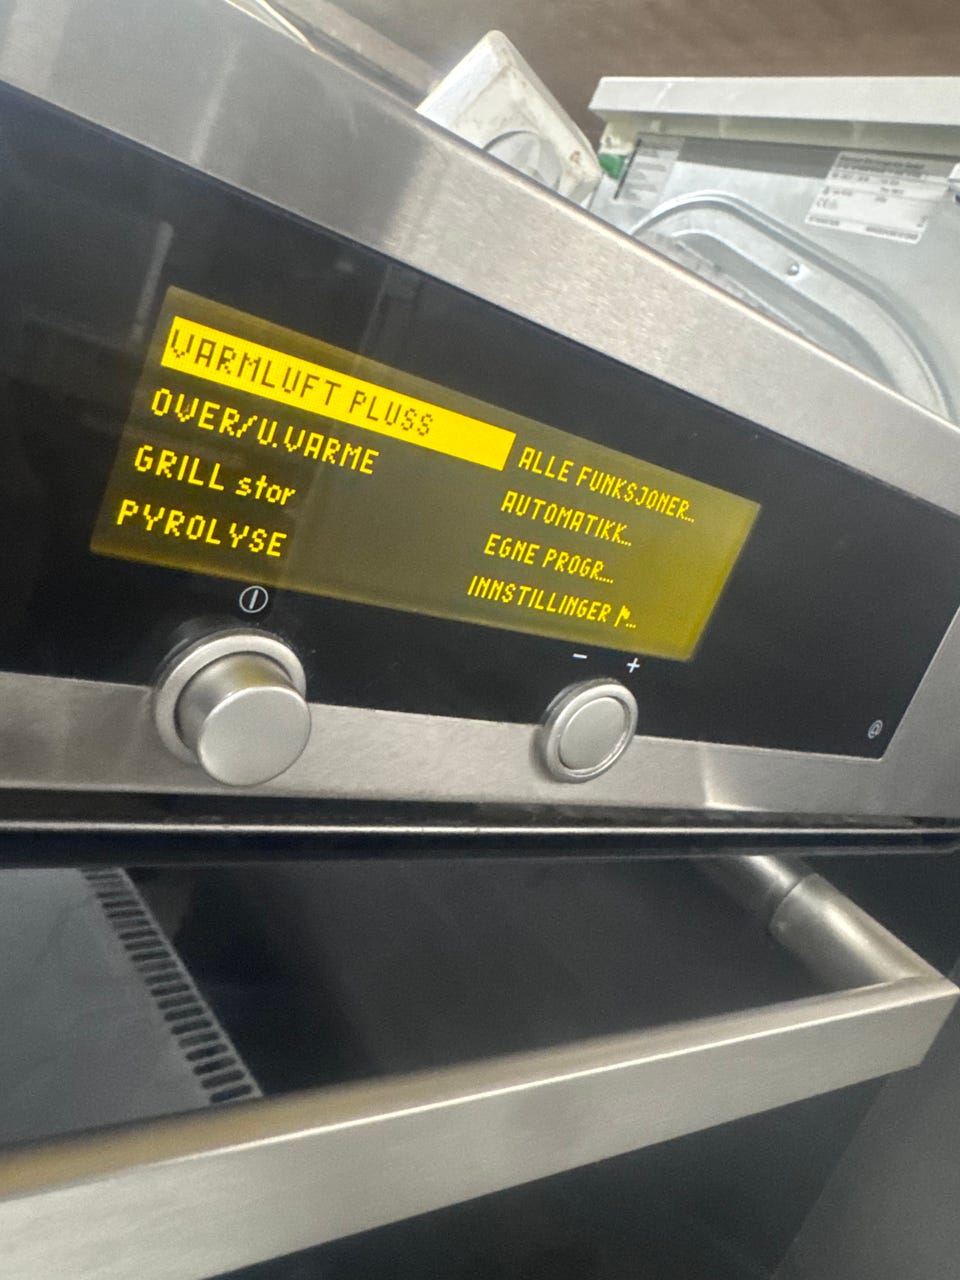 VARMLUFT PLUSS
OVER/U.VARME
GRILL stor
PYROLYSE
ALLE FUNKSJONER...
AUTOMATIKK...
EGNE PROGR....
INNSTILLINGER ...
- +
@